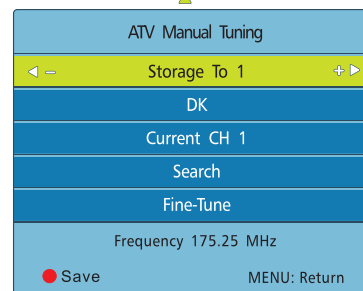 ATV Manual Tuning
− Storage To 1 +
DK
Current CH 1
Search
Fine-Tune
Frequency 175.25 MHz
Save MENU: Return